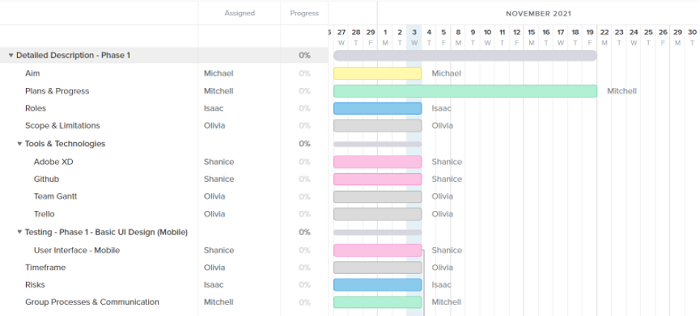 Assigned Progress NOVEMBER 2021
27 28 29 1 2 3 4 5 8 9 10 11 12 15 16 17 18 19 22 23 24 25 26 29 30
W T F M T W T F M T W T F M T W T F M T W T F M T
Detailed Description - Phase 1 0%
Aim Michael 0% Michael
Plans & Progress Mitchell 0% Mitchell
Roles Isaac 0% Isaac
Scope & Limitations Olivia 0% Olivia
Tools & Technologies 0%
Adobe XD Shanice 0% Shanice
Github Shanice 0% Shanice
Team Gantt Olivia 0% Olivia
Trello Olivia 0% Olivia
Testing - Phase 1 - Basic UI Design (Mobile) 0%
User Interface - Mobile Shanice 0% Shanice
Timeframe Olivia 0% Olivia
Risks Isaac 0% Isaac
Group Processes & Communication Mitchell 0% Mitchell